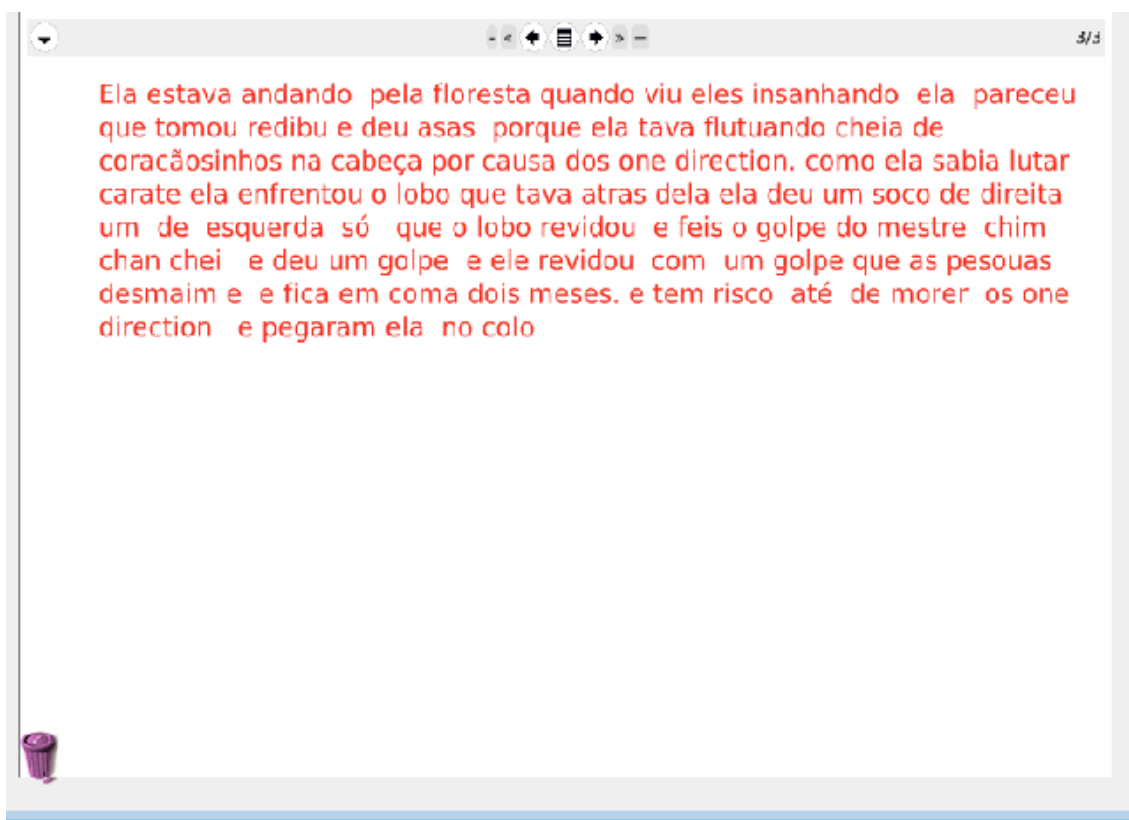 3/3
Ela estava andando pela floresta quando viu eles insanhando ela pareceu
que tomou redibu e deu asas porque ela tava flutuando cheia de
coracãosinhos na cabeça por causa dos one direction. como ela sabia lutar
carate ela enfrentou o lobo que tava atras dela ela deu um soco de direita
um de esquerda só que o lobo revidou e feis o golpe do mestre chim
chan chei e deu um golpe e ele revidou com um golpe que as pesouas
desmaim e e fica em coma dois meses. e tem risco até de morer os one
direction e pegaram ela no colo